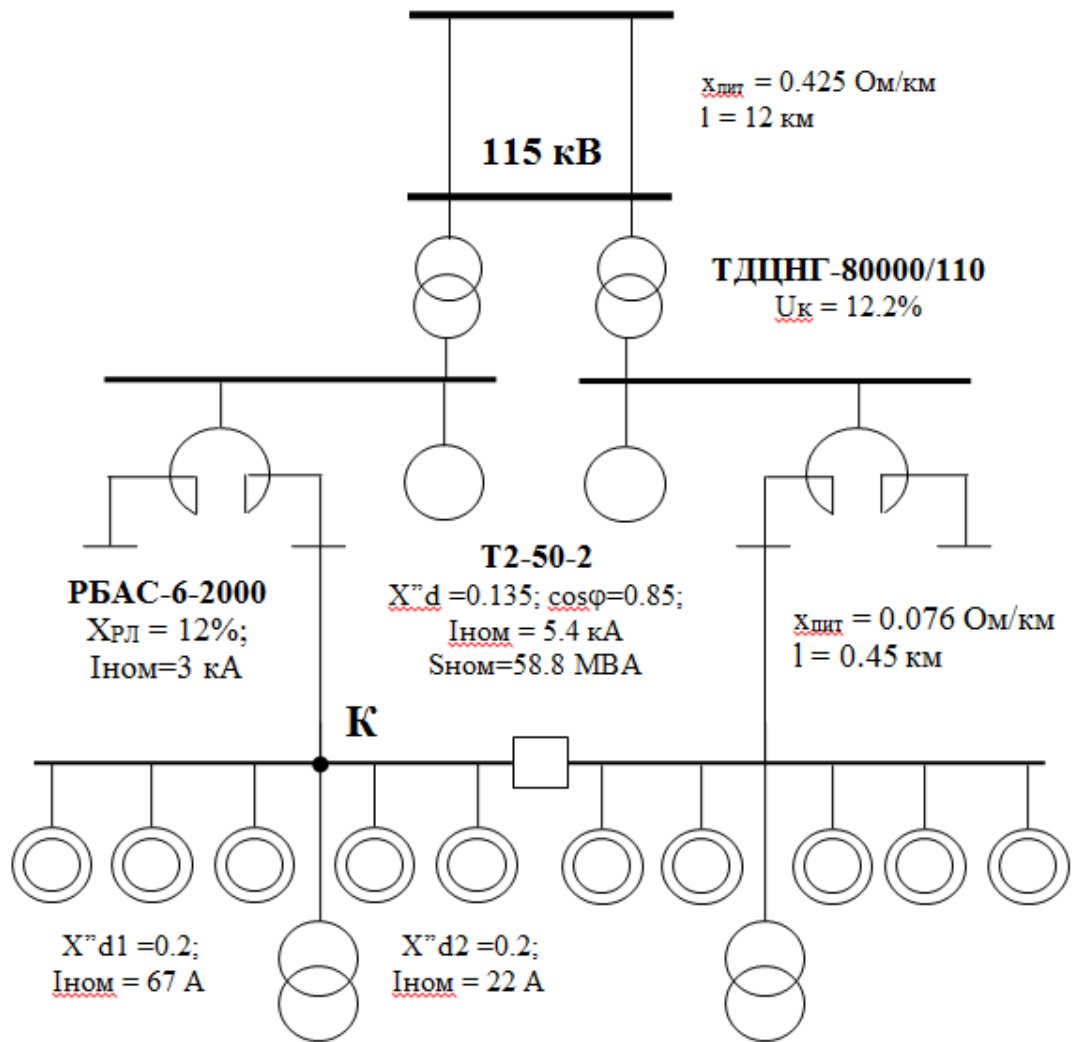 xпит = 0.425 Ом/км
l = 12 км
115 кВ
ТДЦНГ-80000/110
Uк = 12.2%
Т2-50-2
X”d =0.135; cosφ=0.85;
Iном = 5.4 кА
Sном=58.8 МВА
РБАС-6-2000
XРЛ = 12%;
Iном=3 кА
xпит = 0.076 Ом/км
l = 0.45 км
К
X”d1 =0.2;
Iном = 67 А
X”d2 =0.2;
Iном = 22 А